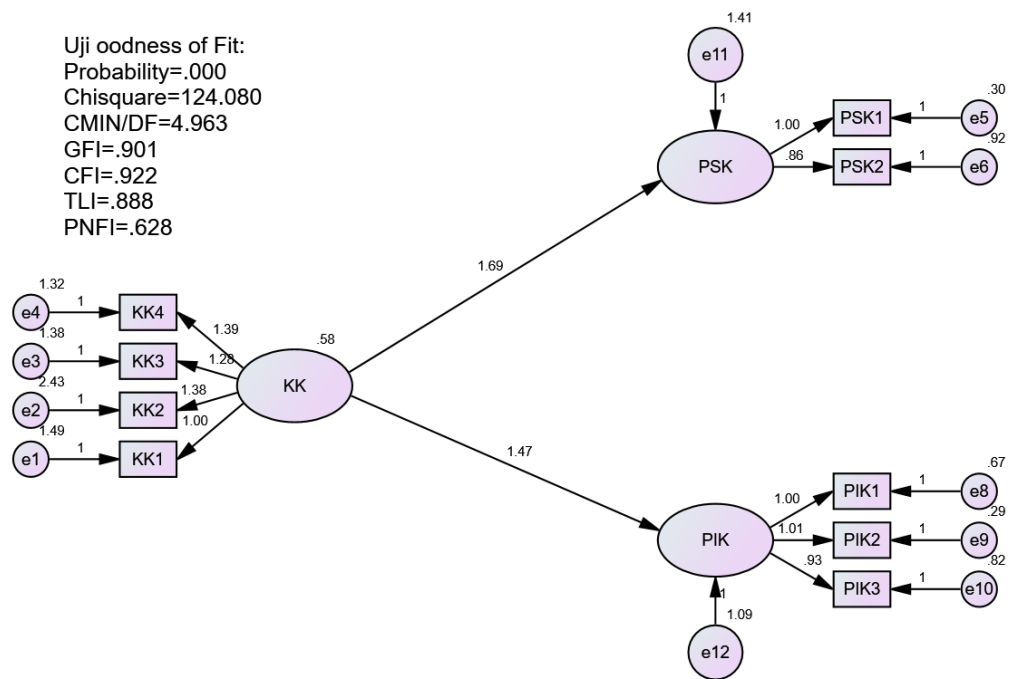 Uji oodness of Fit:
Probability=.000
Chisquare=124.080
CMIN/DF=4.963
GFI=.901
CFI=.922
TLI=.888
PNFI=.628
1.41
e11
1
PSK
1.00
.86
PSK1
PSK2
1
1
.30
e5
.92
e6
1.69
1.32
e4
1
KK4
1.38
e3
1
KK3
2.43
e2
1
KK2
1.49
e1
1
KK1
1.39
1.28
1.38
1.00
.58
KK
1.47
PIK
1.00
1.01
.93
PIK1
PIK2
PIK3
1
1
1
.67
e8
.29
e9
.82
e10
1
1.09
e12